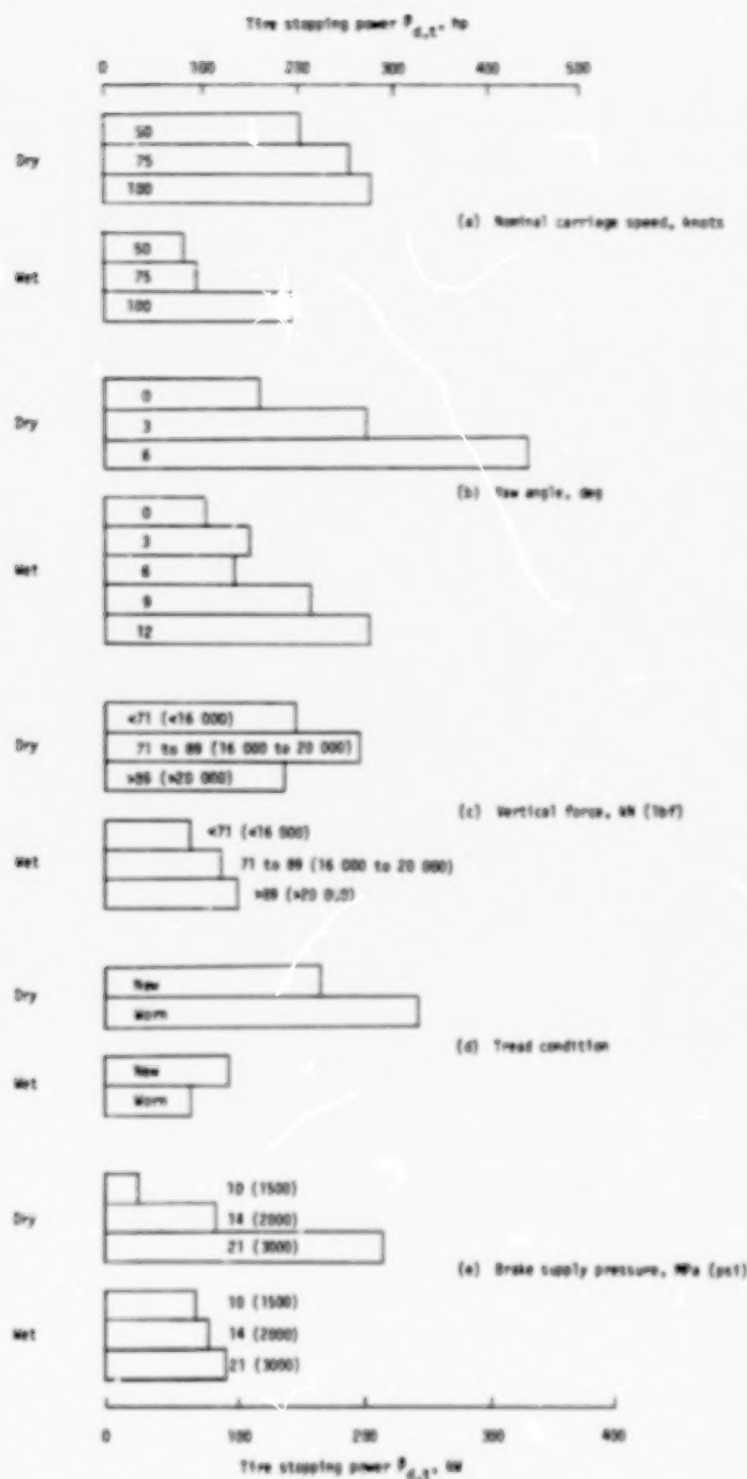 Tire stopping power P d,t, hp
0 100 200 300 400 500
50
Dry 75
100
(a) Nominal carriage speed, knots
50
Wet 75
100
0
Dry 3
6
(b) Yaw angle, deg
0
3
Wet 6
9
12
<71 (<16 000)
Dry 71 to 89 (16 000 to 20 000)
>89 (>20 000)
(c) Vertical force, kN (lbf)
<71 (<16 000)
Wet 71 to 89 (16 000 to 20 000)
>89 (>20 000)
Dry New
Worn
(d) Tread condition
Wet New
Worn
10 (1500)
Dry 14 (2000)
21 (3000)
(e) Brake supply pressure, MPa (psi)
10 (1500)
Wet 14 (2000)
21 (3000)
0 100 200 300 400
Tire stopping power P d,t, kW